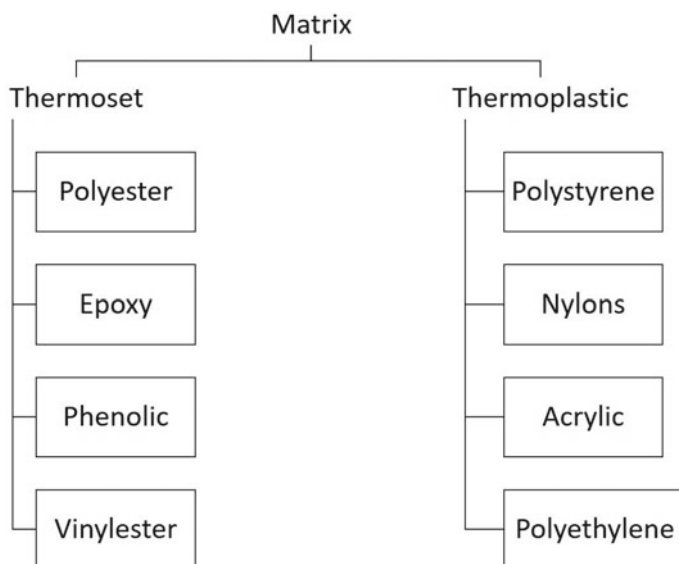 Matrix
Thermoset
Polyester
Epoxy
Phenolic
Vinylester
Thermoplastic
Polystyrene
Nylons
Acrylic
Polyethylene